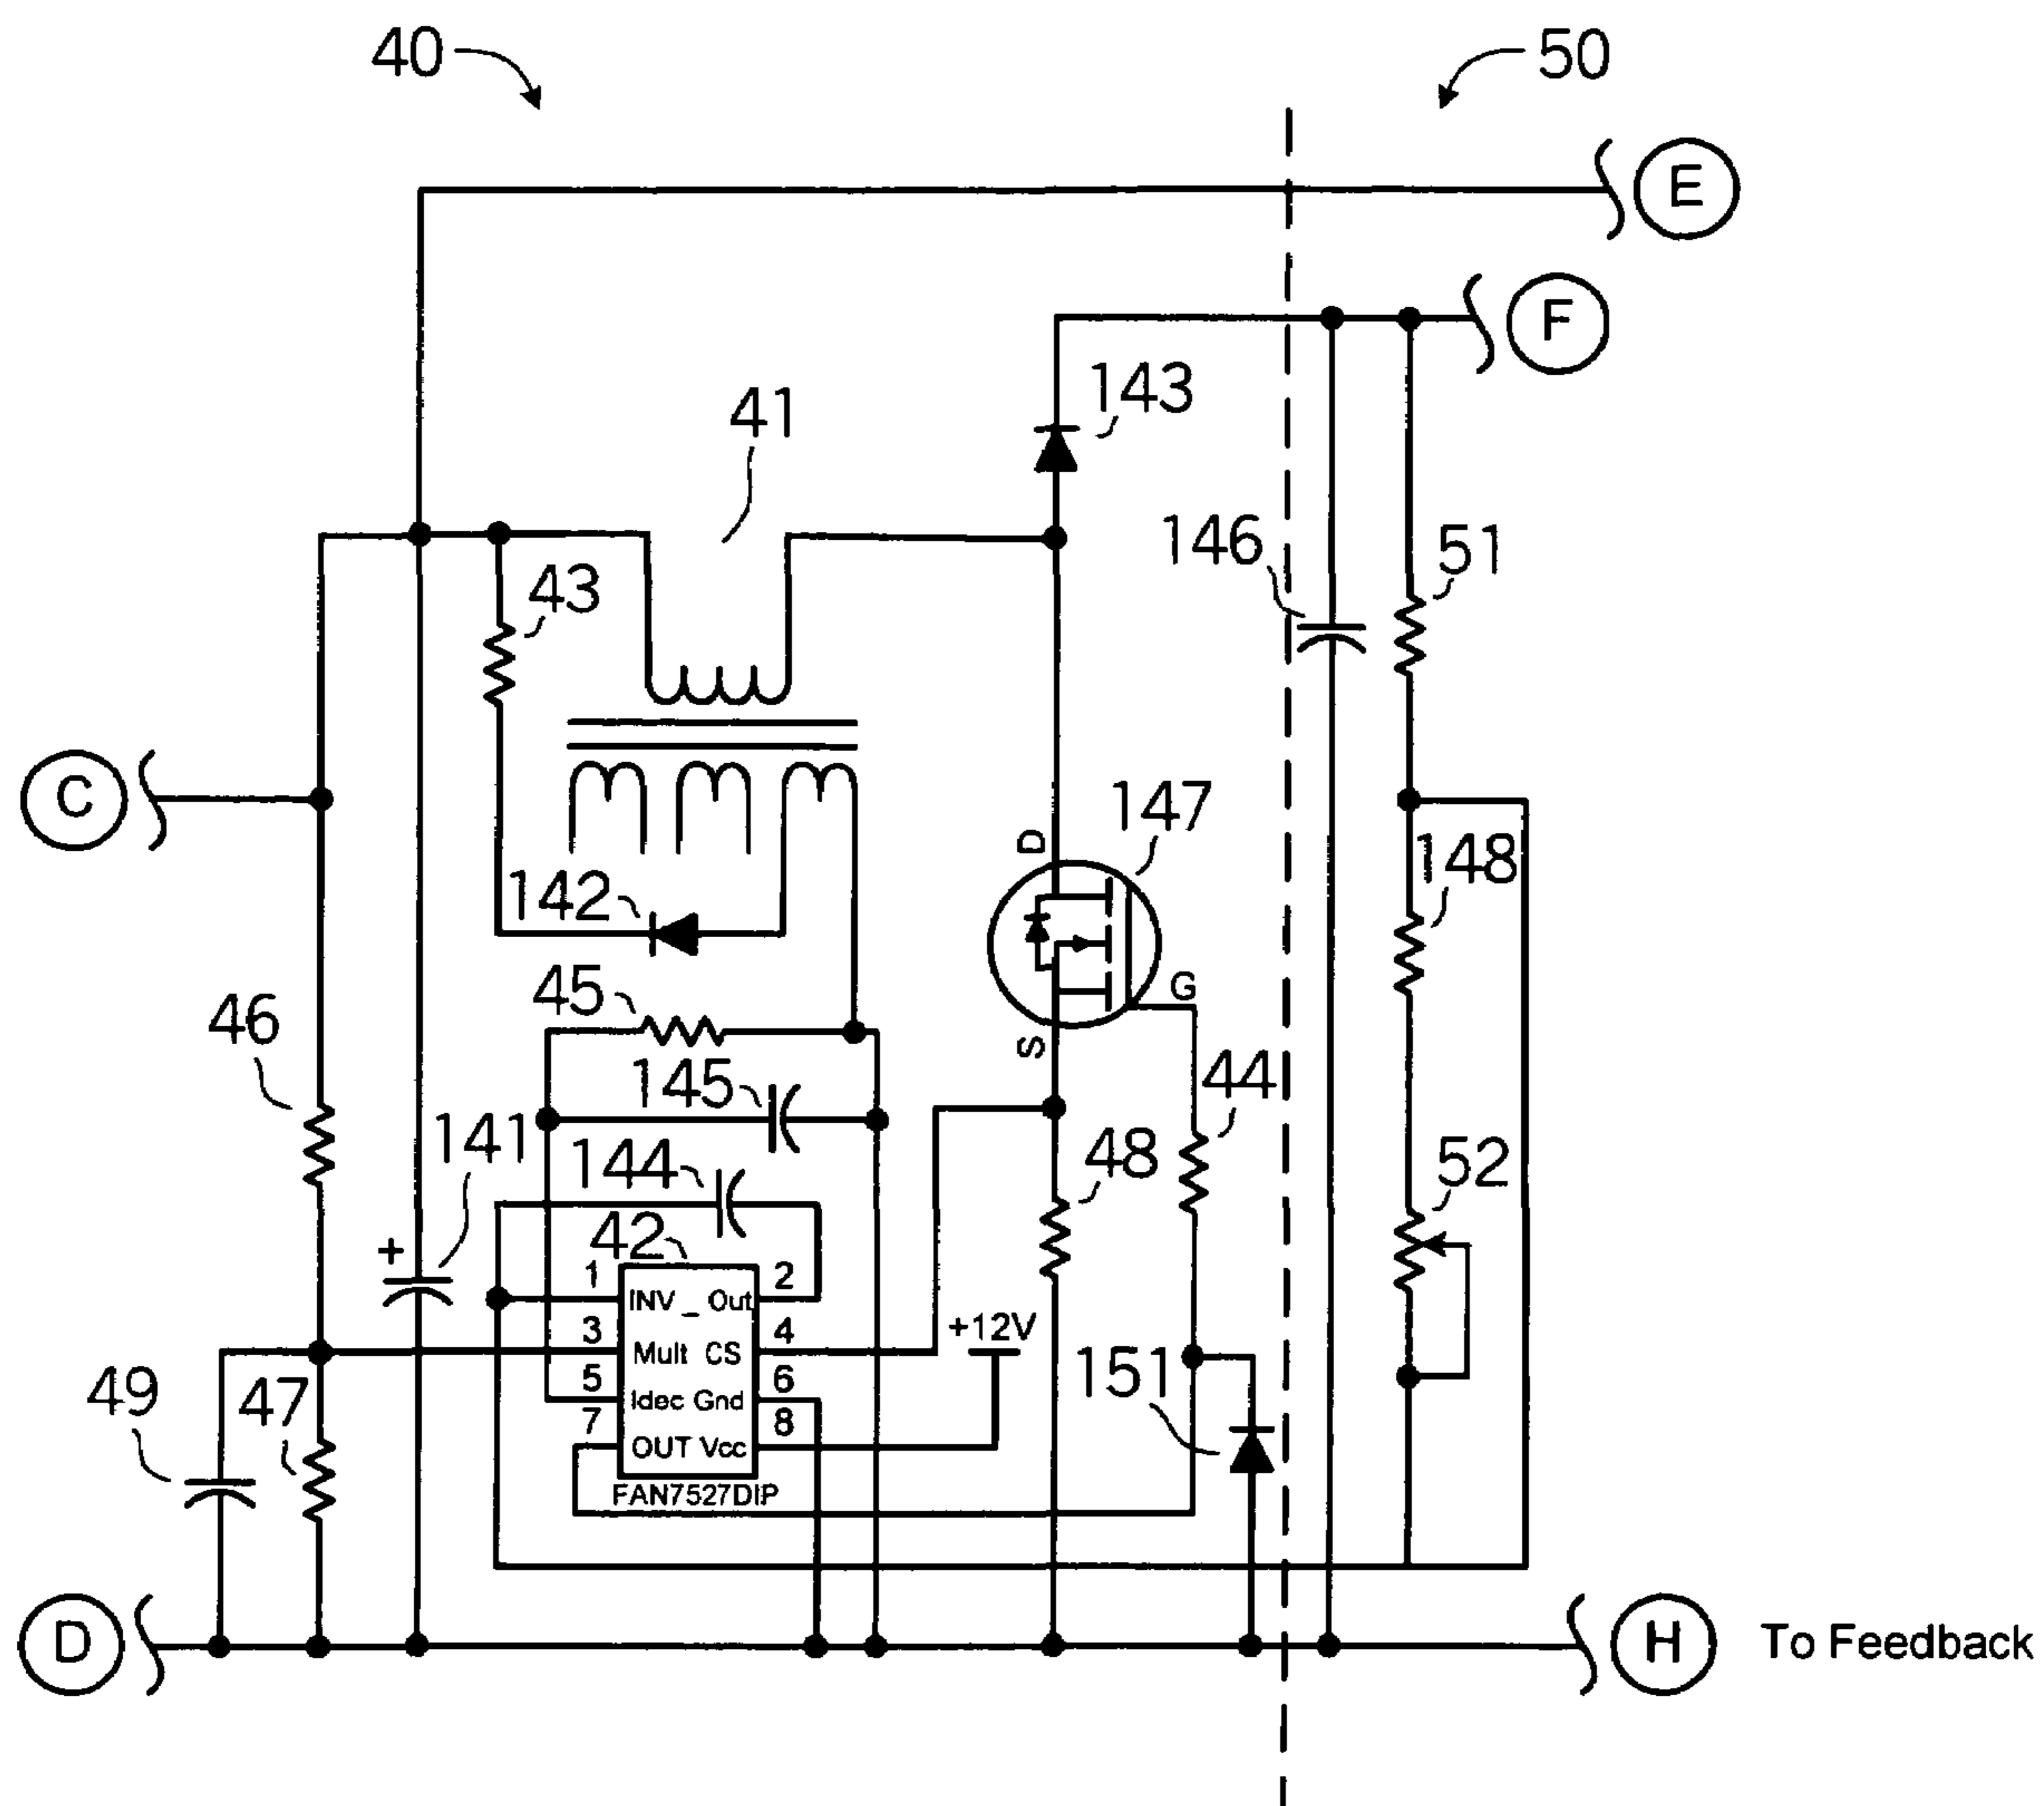 40
50
E
F
143
41
146
51
43
C
147
148
D
142
G
45
46
S
145
44
141
144
48
52
+
42
1
2
INV _ Out
+12V
3
4
Mult CS
151
49
47
5
6
Idec Gnd
7
8
OUT Vcc
FAN7527DIP
D
H
To Feedback